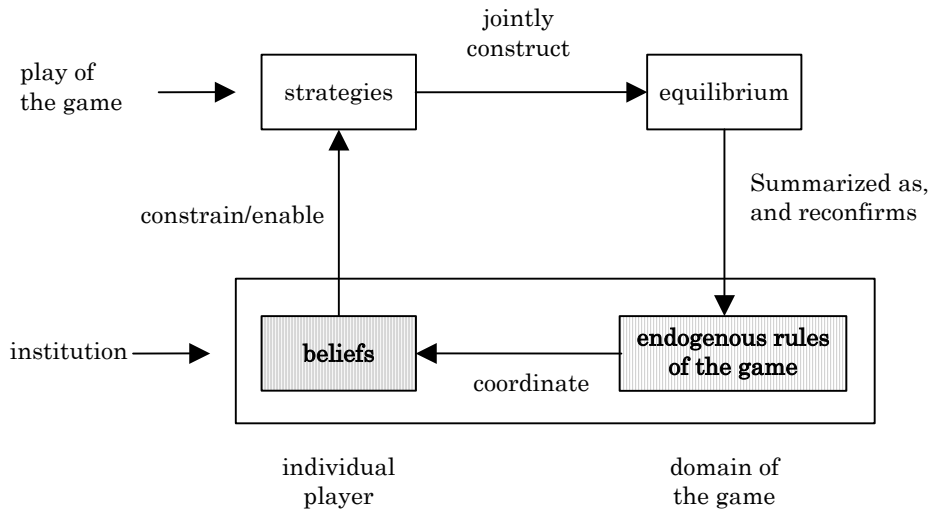 jointly
construct
play of
the game
strategies
equilibrium
Summarized as,
and reconfirms
constrain/enable
institution
beliefs
endogenous rules
of the game
coordinate
individual
player
domain of
the game